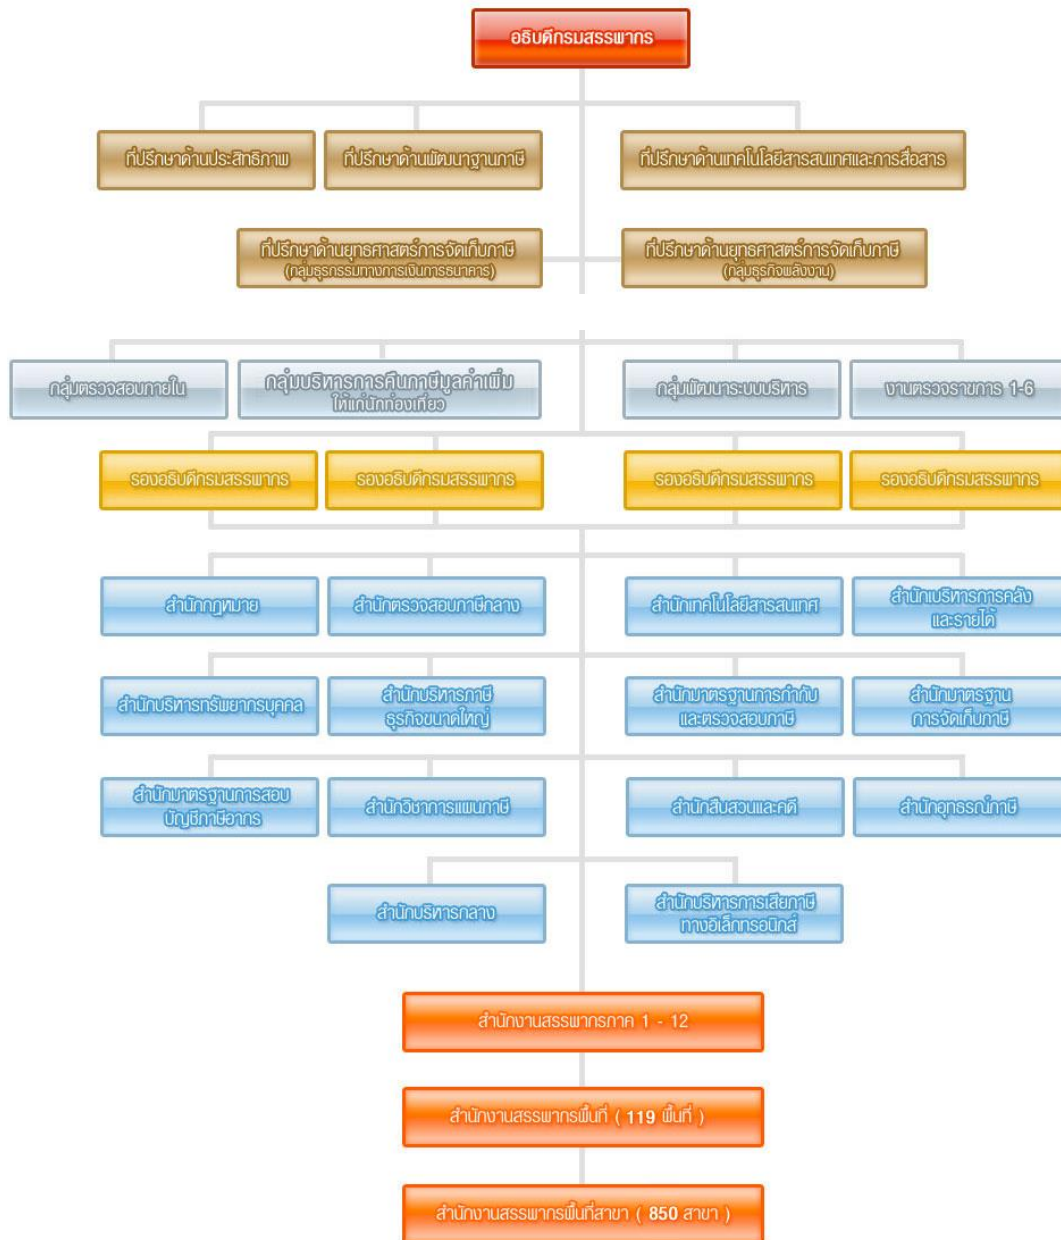 อธิบดีกรมสรรพากร
ที่ปรึกษาด้านประสิทธิภาพ
ที่ปรึกษาด้านพัฒนาฐานภาษี
ที่ปรึกษาด้านเทคโนโลยีสารสนเทศและการสื่อสาร
ที่ปรึกษาด้านยุทธศาสตร์การจัดเก็บภาษี
(กลุ่มธุรกรรมทางการเงินการธนาคาร)
ที่ปรึกษาด้านยุทธศาสตร์การจัดเก็บภาษี
(กลุ่มธุรกิจพลังงาน)
กลุ่มตรวจสอบภายใน
กลุ่มบริหารการคืนภาษีมูลค่าเพิ่ม
ให้แก่นักท่องเที่ยว
กลุ่มพัฒนาระบบบริหาร
งานตรวจราชการ 1-6
รองอธิบดีกรมสรรพากร
รองอธิบดีกรมสรรพากร
รองอธิบดีกรมสรรพากร
รองอธิบดีกรมสรรพากร
สำนักกฎหมาย
สำนักตรวจสอบภาษีกลาง
สำนักเทคโนโลยีสารสนเทศ
สำนักเบริหารการคลัง
และรายได้
สำนักบริหารทรัพยากรบุคคล
สำนักบริหารภาษี
ธุรกิจขนาดใหญ่
สำนักมาตรฐานการกำกับ
และตรวจสอบภาษี
สำนักมาตรฐาน
การจัดเก็บภาษี
สำนักมาตรฐานการสอบ
บัญชีภาษีอากร
สำนักวิชาการแผนภาษี
สำนักสืบสวนและคดี
สำนักอุทธรณ์ภาษี
สำนักบริหารกลาง
สำนักบริหารการเสียภาษี
ทางอิเล็กทรอนิกส์
สำนักงานสรรพากรภาค 1 - 12
สำนักงานสรรพากรพื้นที่ ( 119 พื้นที่ )
สำนักงานสรรพากรพื้นที่สาขา ( 850 สาขา )